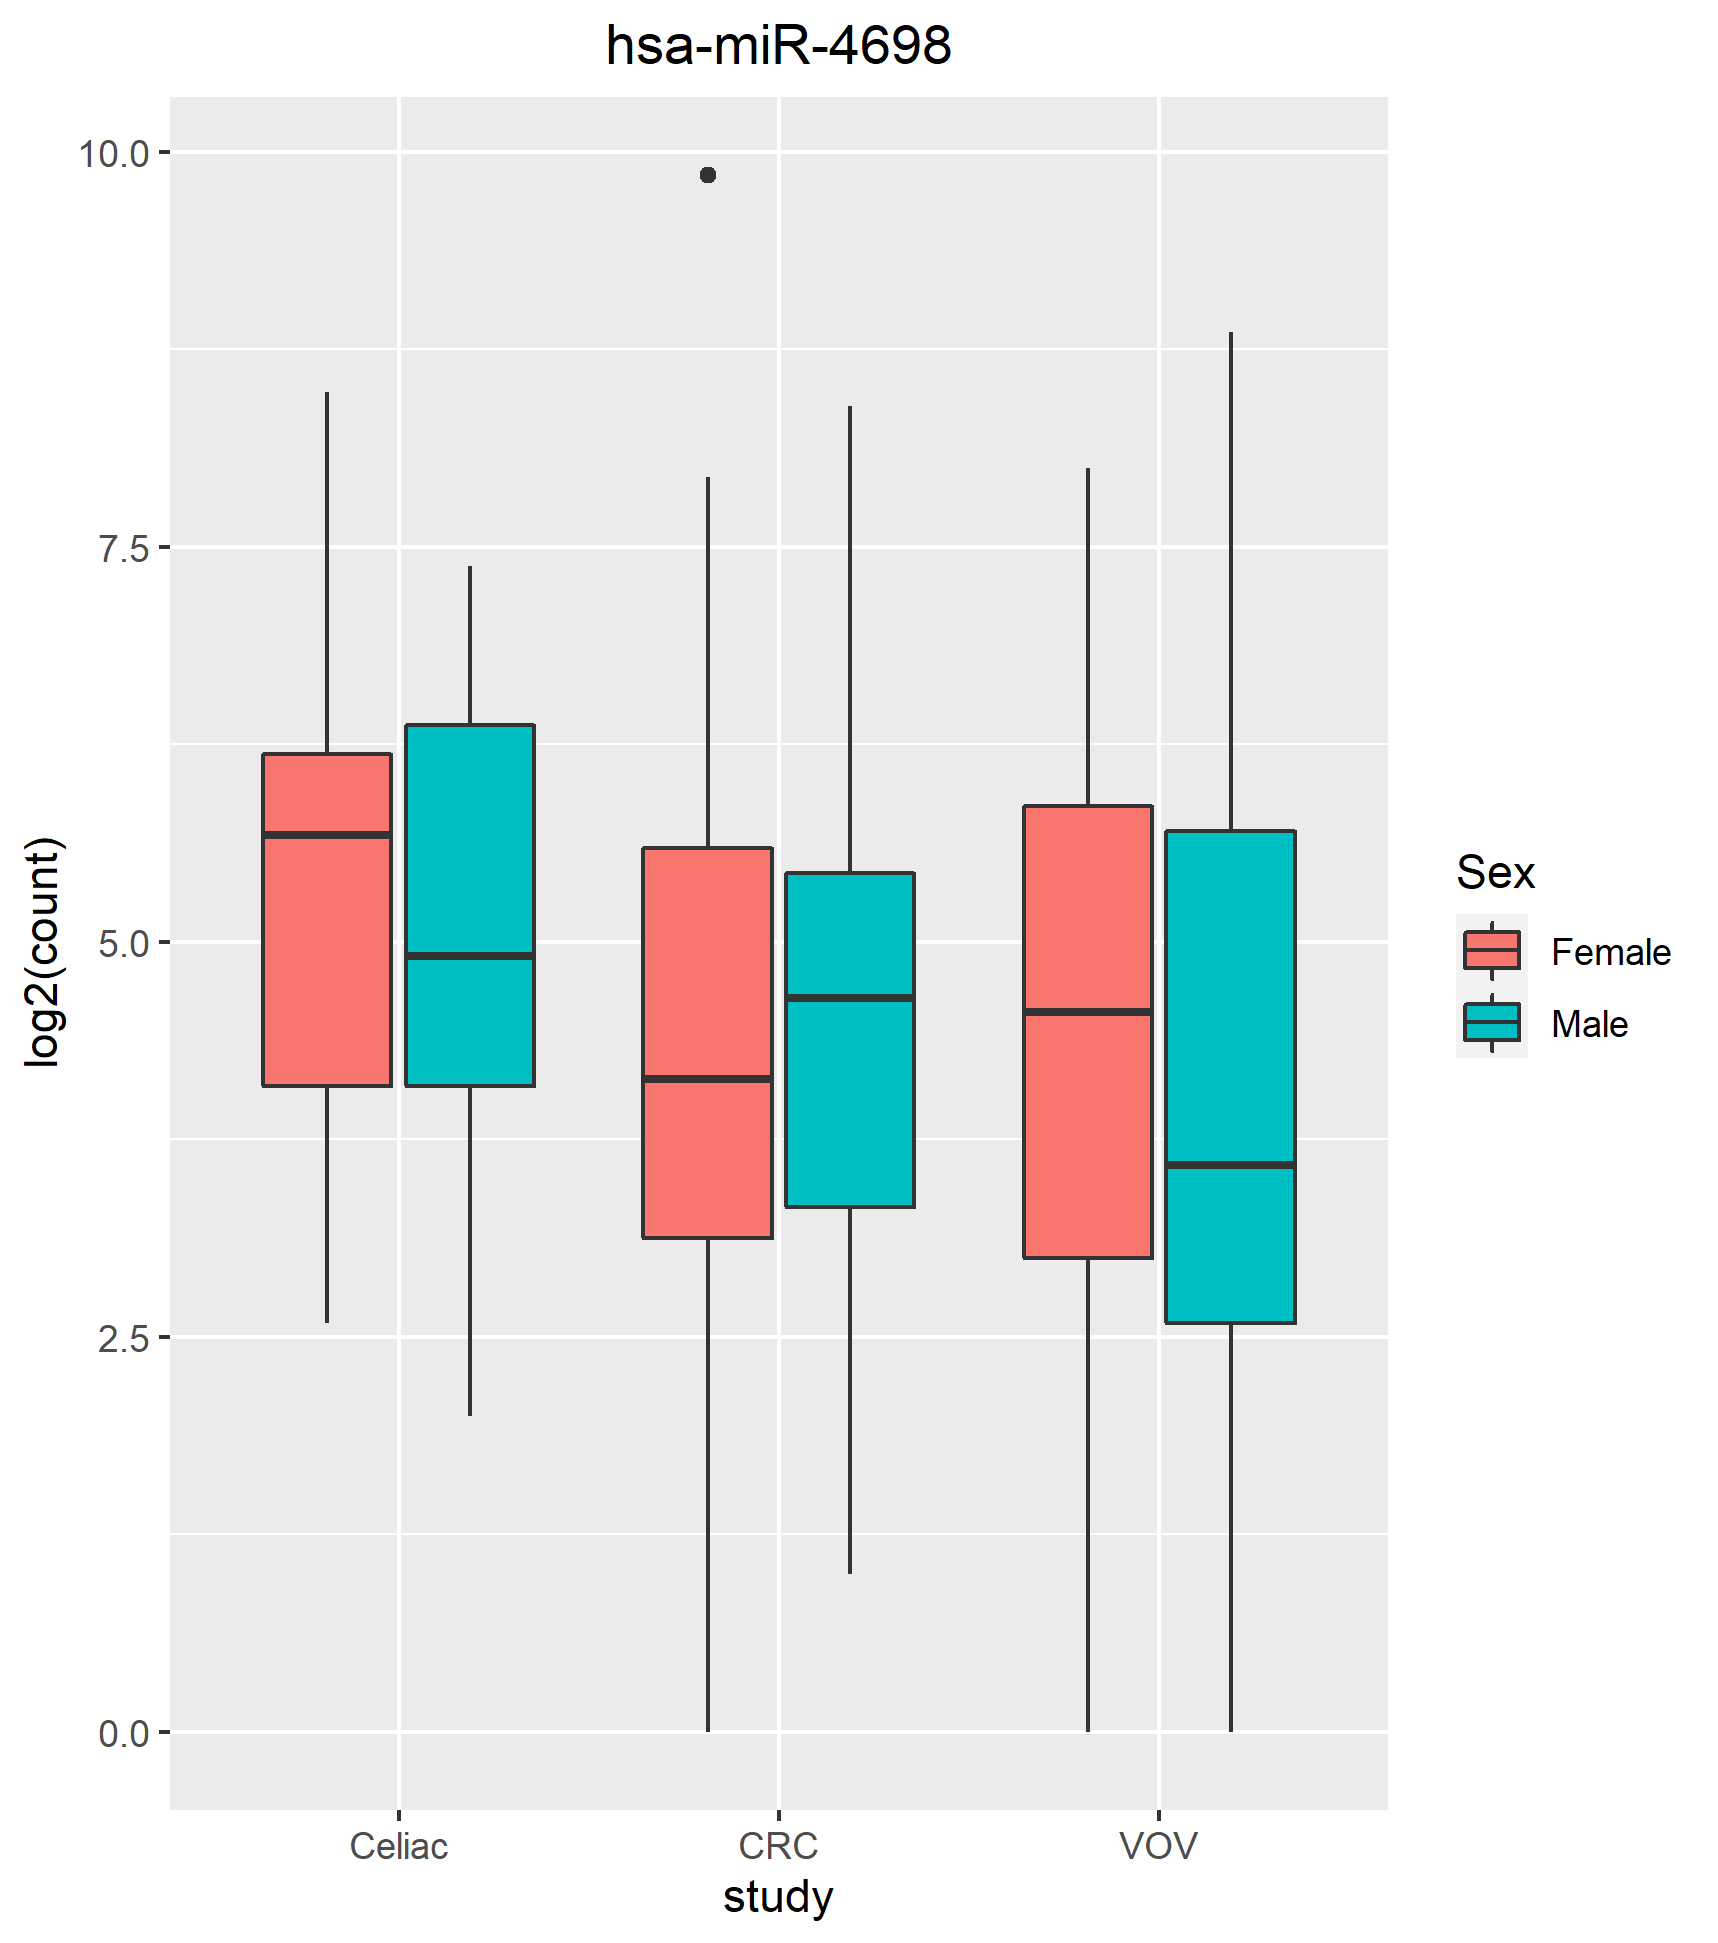 hsa-miR-4698
10.0
7.5
5.0
2.5
0.0
log2(count)
Celiac
CRC
VOV
study
Sex
Female
Male